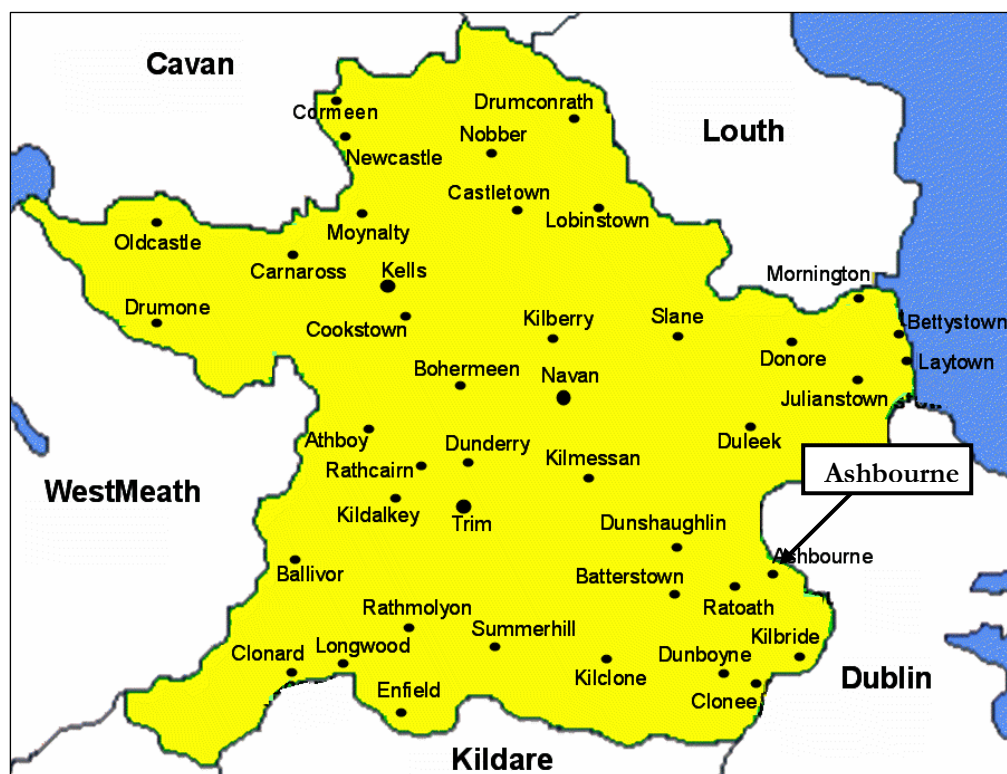 Cavan
Drumconrath
Cormeen
Louth
Nobber
Newcastle
Castletown
Lobinstown
Moynalty
Oldcastle
Carnaross
Kells
Mornington
Drumone
Cookstown
Kilberry
Slane
Bettystown
Donore
Laytown
Bohermeen
Navan
Julianstown
Athboy
Dunderry
Duleek
Rathcairn
Kilmessan
Ashbourne
WestMeath
Kildalkey
Trim
Dunshaughlin
Ashbourne
Ballivor
Batterstown
Ratoath
Rathmolyon
Summerhill
Kilbride
Longwood
Clonard
Dunboyne
Kilclone
Dublin
Enfield
Clonee
Kildare